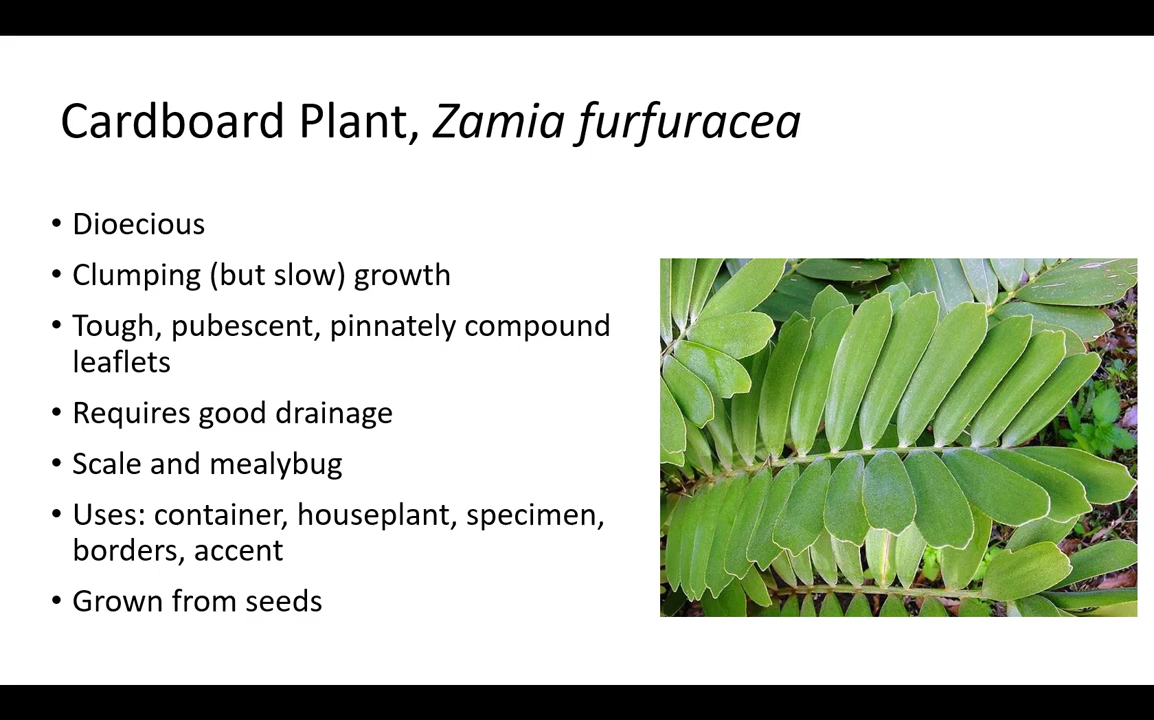 Cardboard Plant, Zamia furfuracea
• Dioecious
• Clumping (but slow) growth
• Tough, pubescent, pinnately compound
leaflets
• Requires good drainage
• Scale and mealybug
• Uses: container, houseplant, specimen,
borders, accent
• Grown from seeds